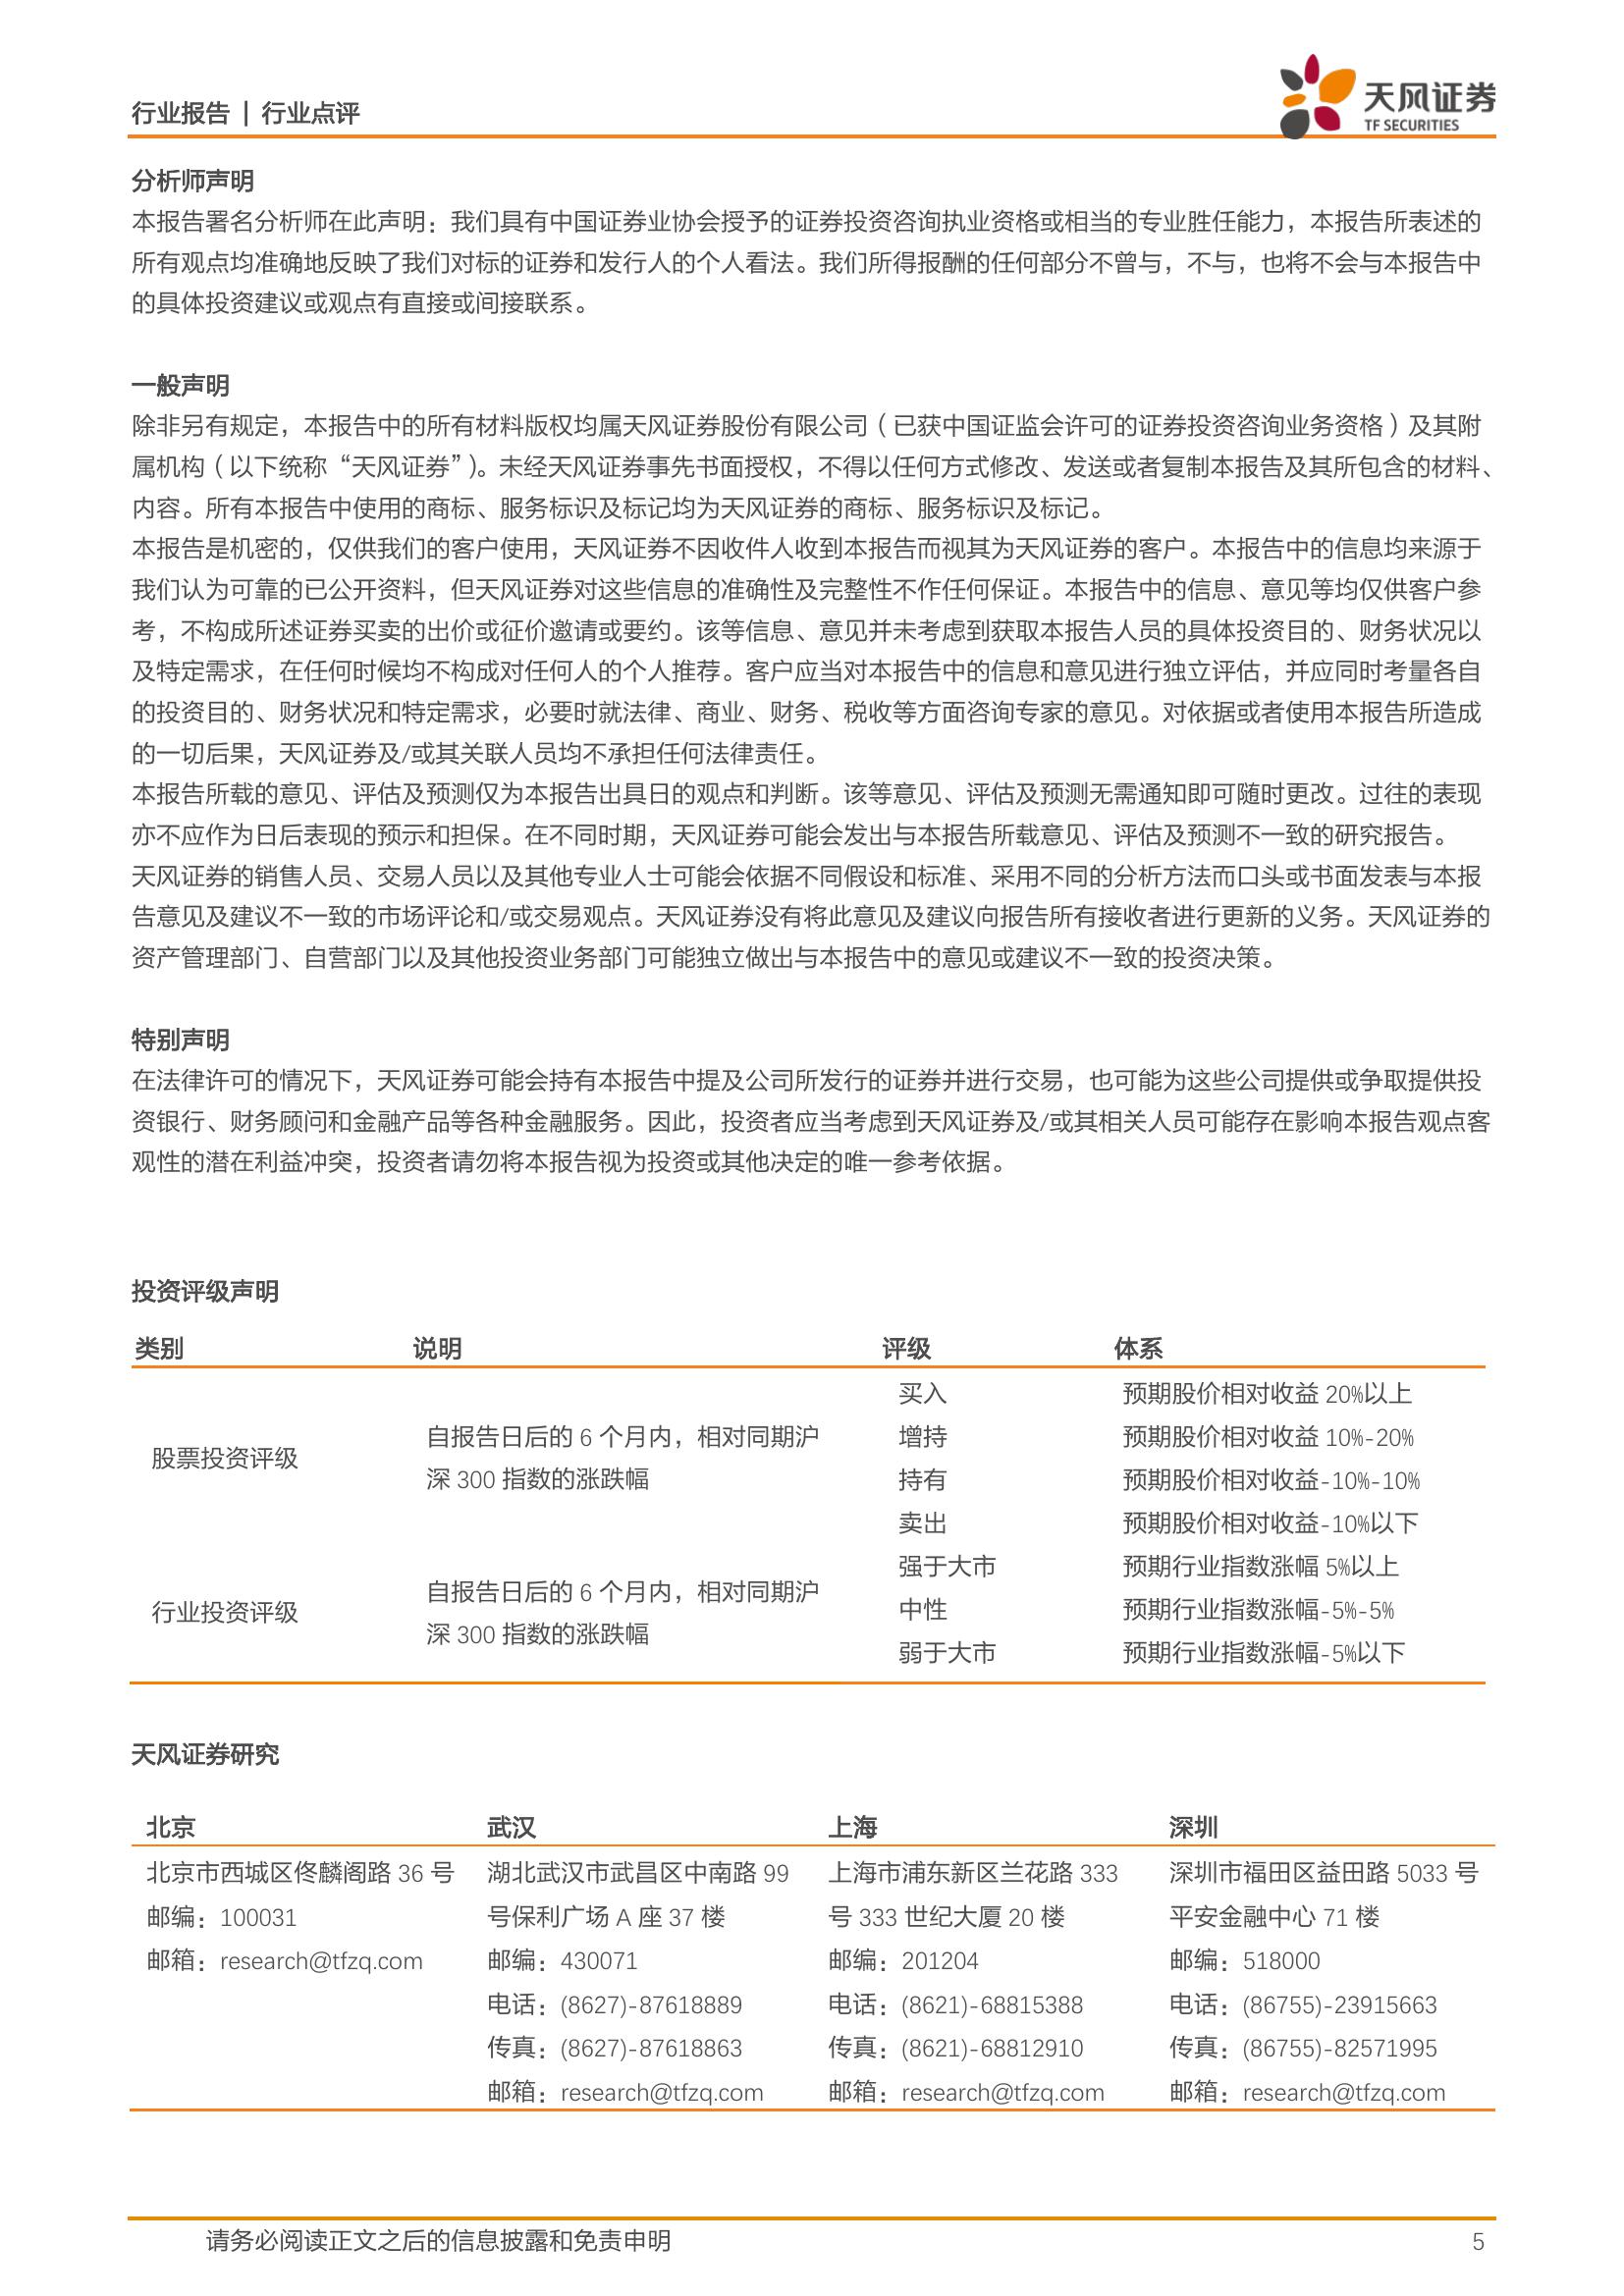 行业报告 | 行业点评
天风证券
TF SECURITIES
分析师声明
本报告署名分析师在此声明：我们具有中国证券业协会授予的证券投资咨询执业资格或相当的专业胜任能力，本报告所表述的
所有观点均准确地反映了我们对标的证券和发行人的个人看法。我们所得报酬的任何部分不曾与，不与，也将不会与本报告中
的具体投资建议或观点有直接或间接联系。
一般声明
除非另有规定，本报告中的所有材料版权均属天风证券股份有限公司（已获中国证监会许可的证券投资咨询业务资格）及其附
属机构（以下统称“天风证券”）。未经天风证券事先书面授权，不得以任何方式修改、发送或者复制本报告及其所包含的材料、
内容。所有本报告中使用的商标、服务标识及标记均为天风证券的商标、服务标识及标记。
本报告是机密的，仅供我们的客户使用，天风证券不因收件人收到本报告而视其为天风证券的客户。本报告中的信息均来源于
我们认为可靠的已公开资料，但天风证券对这些信息的准确性及完整性不作任何保证。本报告中的信息、意见等均仅供客户参
考，不构成所述证券买卖的出价或征价邀请或要约。该等信息、意见并未考虑到获取本报告人员的具体投资目的、财务状况以
及特定需求，在任何时候均不构成对任何人的个人推荐。客户应当对本报告中的信息和意见进行独立评估，并应同时考量各自
的投资目的、财务状况和特定需求，必要时就法律、商业、财务、税收等方面咨询专家的意见。对依据或者使用本报告所造成
的一切后果，天风证券及/或其关联人员均不承担任何法律责任。
本报告所载的意见、评估及预测仅为本报告出具日的观点和判断。该等意见、评估及预测无需通知即可随时更改。过往的表现
亦不应作为日后表现的预示和担保。在不同时期，天风证券可能会发出与本报告所载意见、评估及预测不一致的研究报告。
天风证券的销售人员、交易人员以及其他专业人士可能会依据不同假设和标准、采用不同的分析方法而口头或书面发表与本报
告意见及建议不一致的市场评论和/或交易观点。天风证券没有将此意见及建议向报告所有接收者进行更新的义务。天风证券的
资产管理部门、自营部门以及其他投资业务部门可能独立做出与本报告中的意见或建议不一致的投资决策。
特别声明
在法律许可的情况下，天风证券可能会持有本报告中提及公司所发行的证券并进行交易，也可能为这些公司提供或争取提供投
资银行、财务顾问和金融产品等各种金融服务。因此，投资者应当考虑到天风证券及/或其相关人员可能存在影响本报告观点客
观性的潜在利益冲突，投资者请勿将本报告视为投资或其他决定的唯一参考依据。
投资评级声明
类别 说明 评级 体系
股票投资评级
自报告日后的 6 个月内，相对同期沪
深 300 指数的涨跌幅
买入 预期股价相对收益 20%以上
增持 预期股价相对收益 10%-20%
持有 预期股价相对收益-10%-10%
卖出 预期股价相对收益-10%以下
行业投资评级
自报告日后的 6 个月内，相对同期沪
深 300 指数的涨跌幅
强于大市 预期行业指数涨幅 5%以上
中性 预期行业指数涨幅-5%-5%
弱于大市 预期行业指数涨幅-5%以下
天风证券研究
北京
北京市西城区佟麟阁路 36 号
邮编：100031
邮箱：research@tfzq.com
武汉
湖北武汉市武昌区中南路 99
号保利广场 A 座 37 楼
邮编：430071
电话：(8627)-87618889
传真：(8627)-87618863
邮箱：research@tfzq.com
上海
上海市浦东新区兰花路 333
号 333 世纪大厦 20 楼
邮编：201204
电话：(8621)-68815388
传真：(8621)-68812910
邮箱：research@tfzq.com
深圳
深圳市福田区益田路 5033 号
平安金融中心 71 楼
邮编：518000
电话：(86755)-23915663
传真：(86755)-82571995
邮箱：research@tfzq.com
请务必阅读正文之后的信息披露和免责申明 5